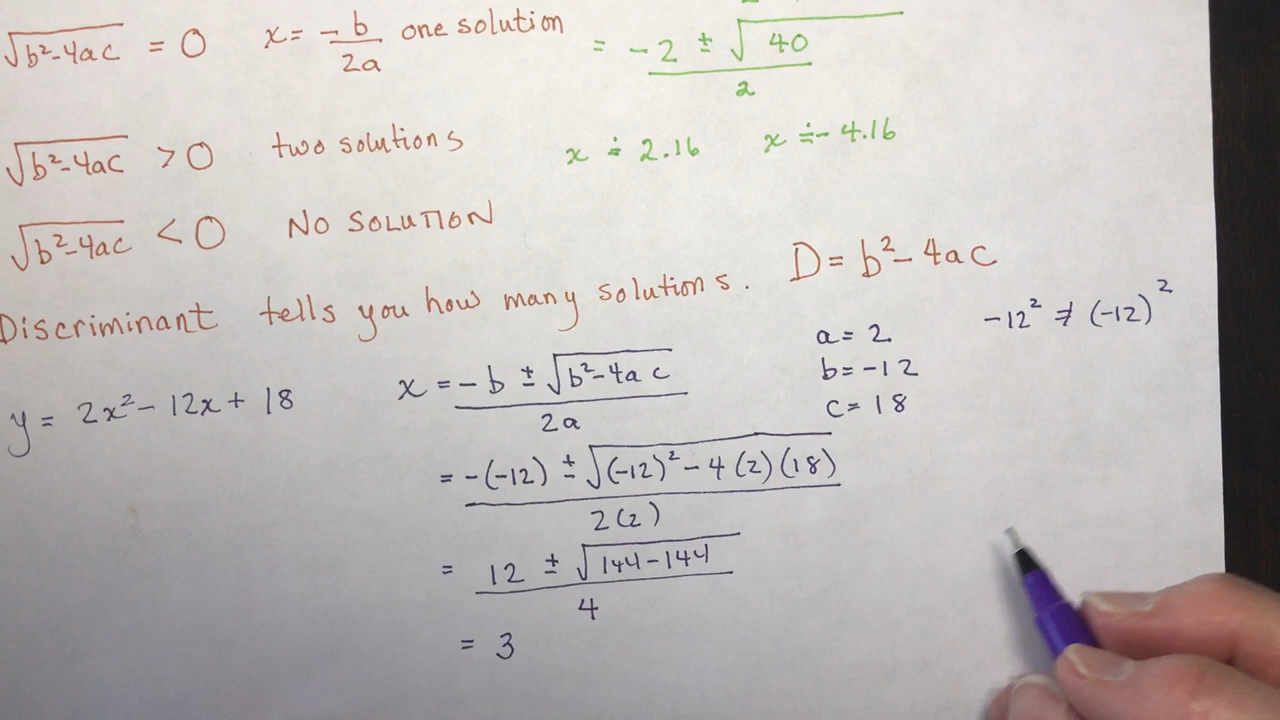 √b²-4ac = 0 x = -b/2a one solution
= -2 ± √40 / 2
√b²-4ac > 0 two solutions
x ≐ 2.16 x ≐ -4.16
√b²-4ac < 0 NO SOLUTION
Discriminant tells you how many solutions. D = b² - 4ac
-12² ≠ (-12)²
a = 2
b = -12
c = 18
y = 2x² - 12x + 18
x = -b ± √b²-4ac / 2a
= -(-12) ± √(-12)² - 4(2)(18) / 2(2)
= 12 ± √144-144 / 4
= 3